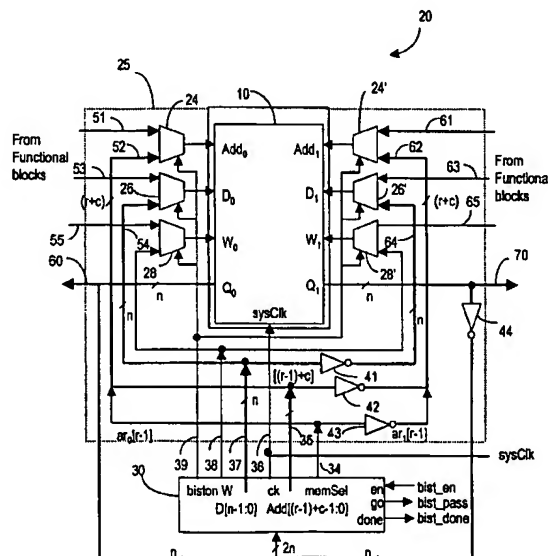 20
25
24
10
24'
51
61
From
Functional
blocks
52
Add₀
Add₁
62
63
From
Functional
blocks
53
(r+c)
26
D₀
D₁
26'
(r+c)
65
55
54
W₀
W₁
64
60
28
28'
70
n
Q₀
Q₁
n
sysClk
44
n
n
41
[(r-1)+c]
n
42
43
ar₀[r-1]
ar₁[r-1]
39
38
37
36
35
34
sysClk
30
biston W ck memSel
en
bist_en
D[n-1:0] Add[(r-1)+c-1:0]
go
bist_pass
done
bist_done
n
2n
n